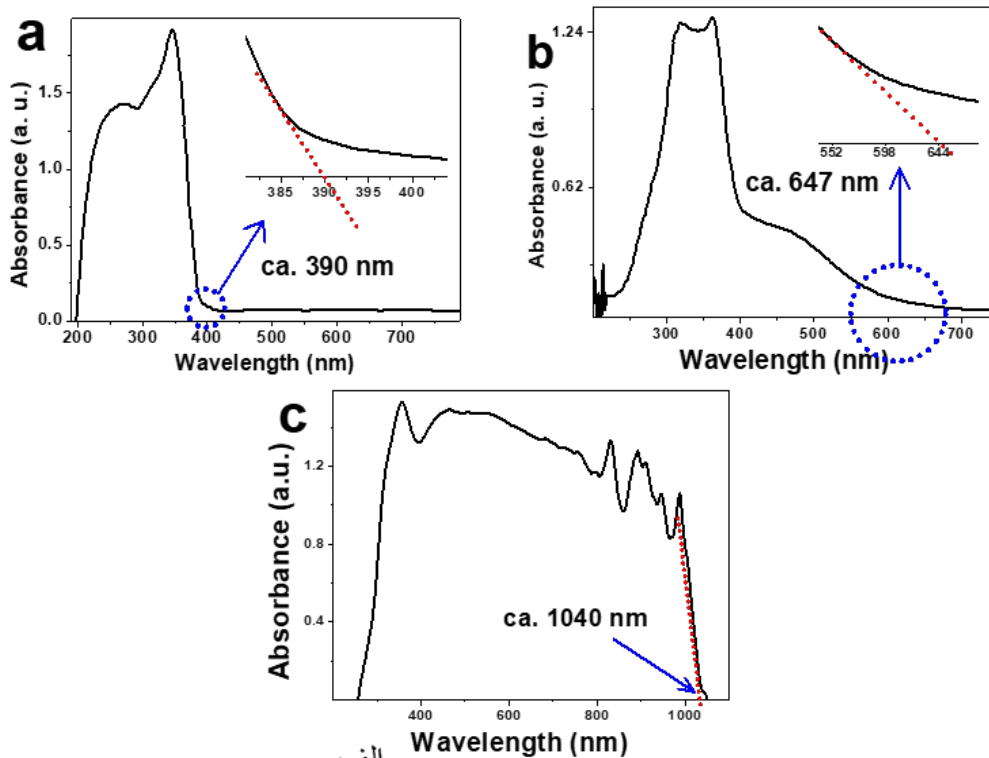 a
Absorbance (a. u.)
1.5
1.0
0.5
0.0
200 300 400 500 600 700
Wavelength (nm)
385 390 395 400
ca. 390 nm
b
Absorbance (a. u.)
1.24
0.62
300 400 500 600 700
Wavelength (nm)
552 598 644
ca. 647 nm
c
Absorbance (a.u.)
1.2
0.8
0.4
400 600 800 1000
Wavelength (nm)
ca. 1040 nm